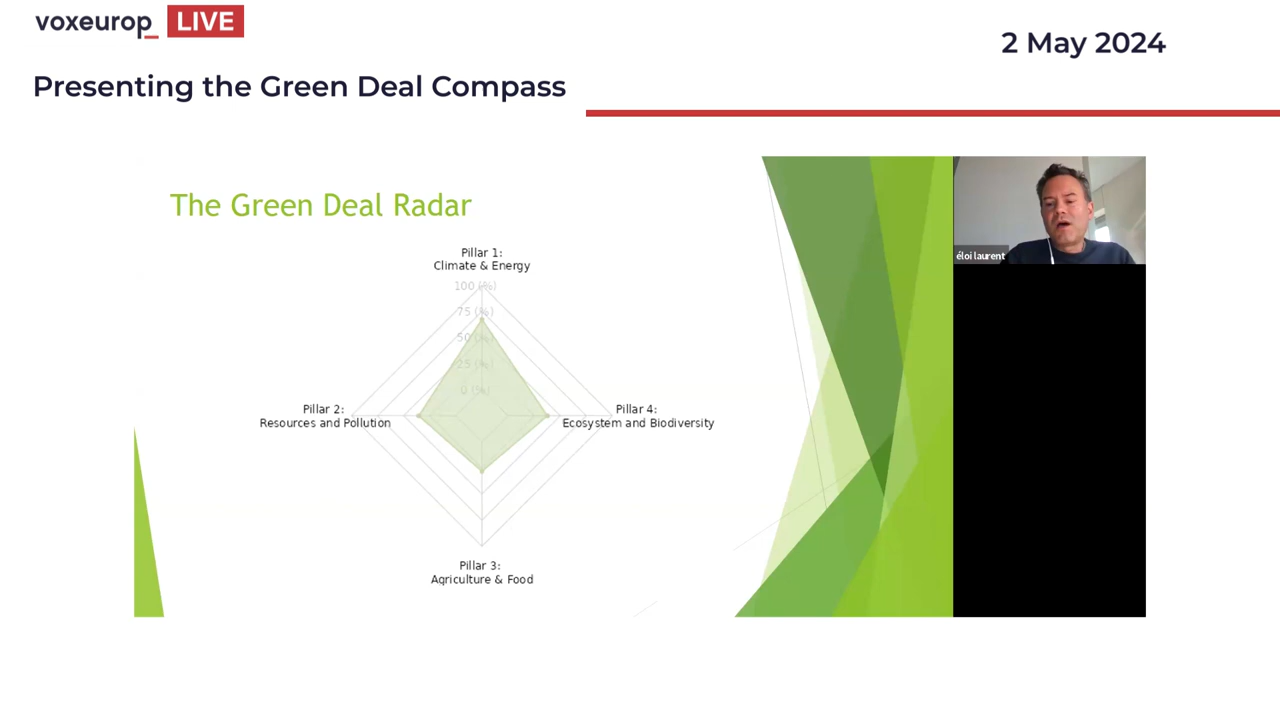 voxeurop_ LIVE
2 May 2024
Presenting the Green Deal Compass
The Green Deal Radar
Pillar 1:
Climate & Energy
100 (%)
75 (%)
50 (%)
25 (%)
0 (%)
Pillar 2:
Resources and Pollution
Pillar 4:
Ecosystem and Biodiversity
Pillar 3:
Agriculture & Food
éloi laurent